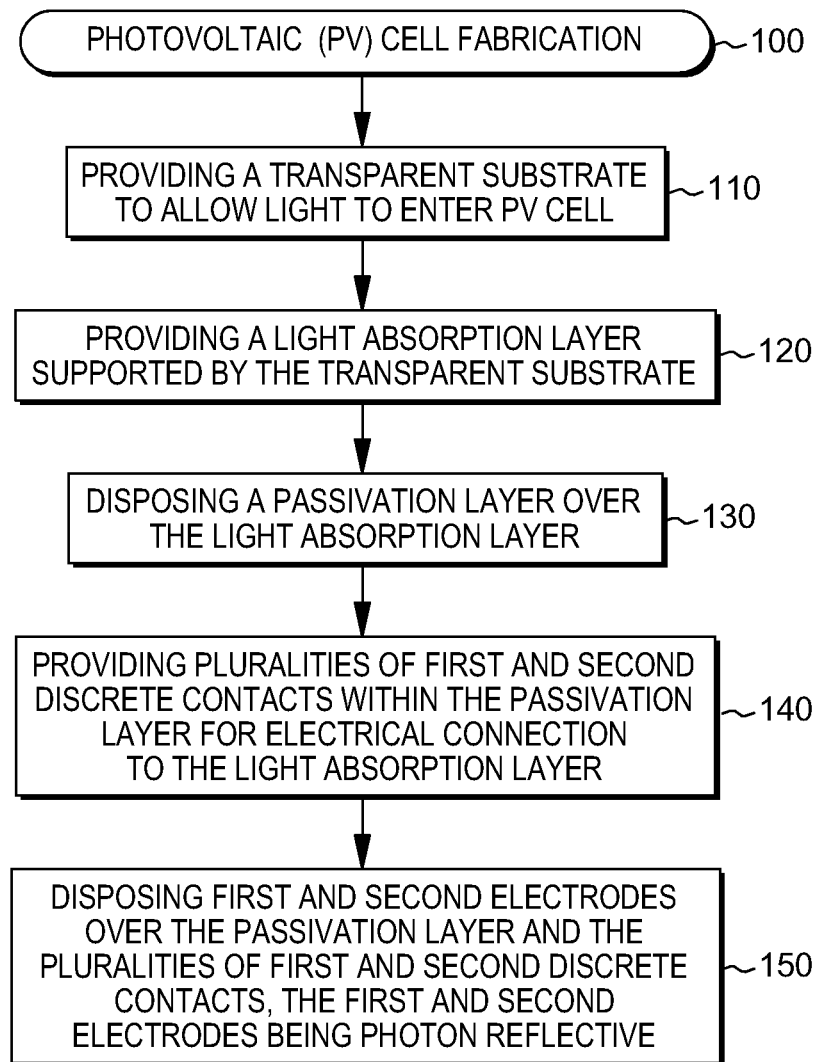 PHOTOVOLTAIC (PV) CELL FABRICATION
100
PROVIDING A TRANSPARENT SUBSTRATE
TO ALLOW LIGHT TO ENTER PV CELL
110
PROVIDING A LIGHT ABSORPTION LAYER
SUPPORTED BY THE TRANSPARENT SUBSTRATE
120
DISPOSING A PASSIVATION LAYER OVER
THE LIGHT ABSORPTION LAYER
130
PROVIDING PLURALITIES OF FIRST AND SECOND
DISCRETE CONTACTS WITHIN THE PASSIVATION
LAYER FOR ELECTRICAL CONNECTION
TO THE LIGHT ABSORPTION LAYER
140
DISPOSING FIRST AND SECOND ELECTRODES
OVER THE PASSIVATION LAYER AND THE
PLURALITIES OF FIRST AND SECOND DISCRETE
CONTACTS, THE FIRST AND SECOND
ELECTRODES BEING PHOTON REFLECTIVE
150